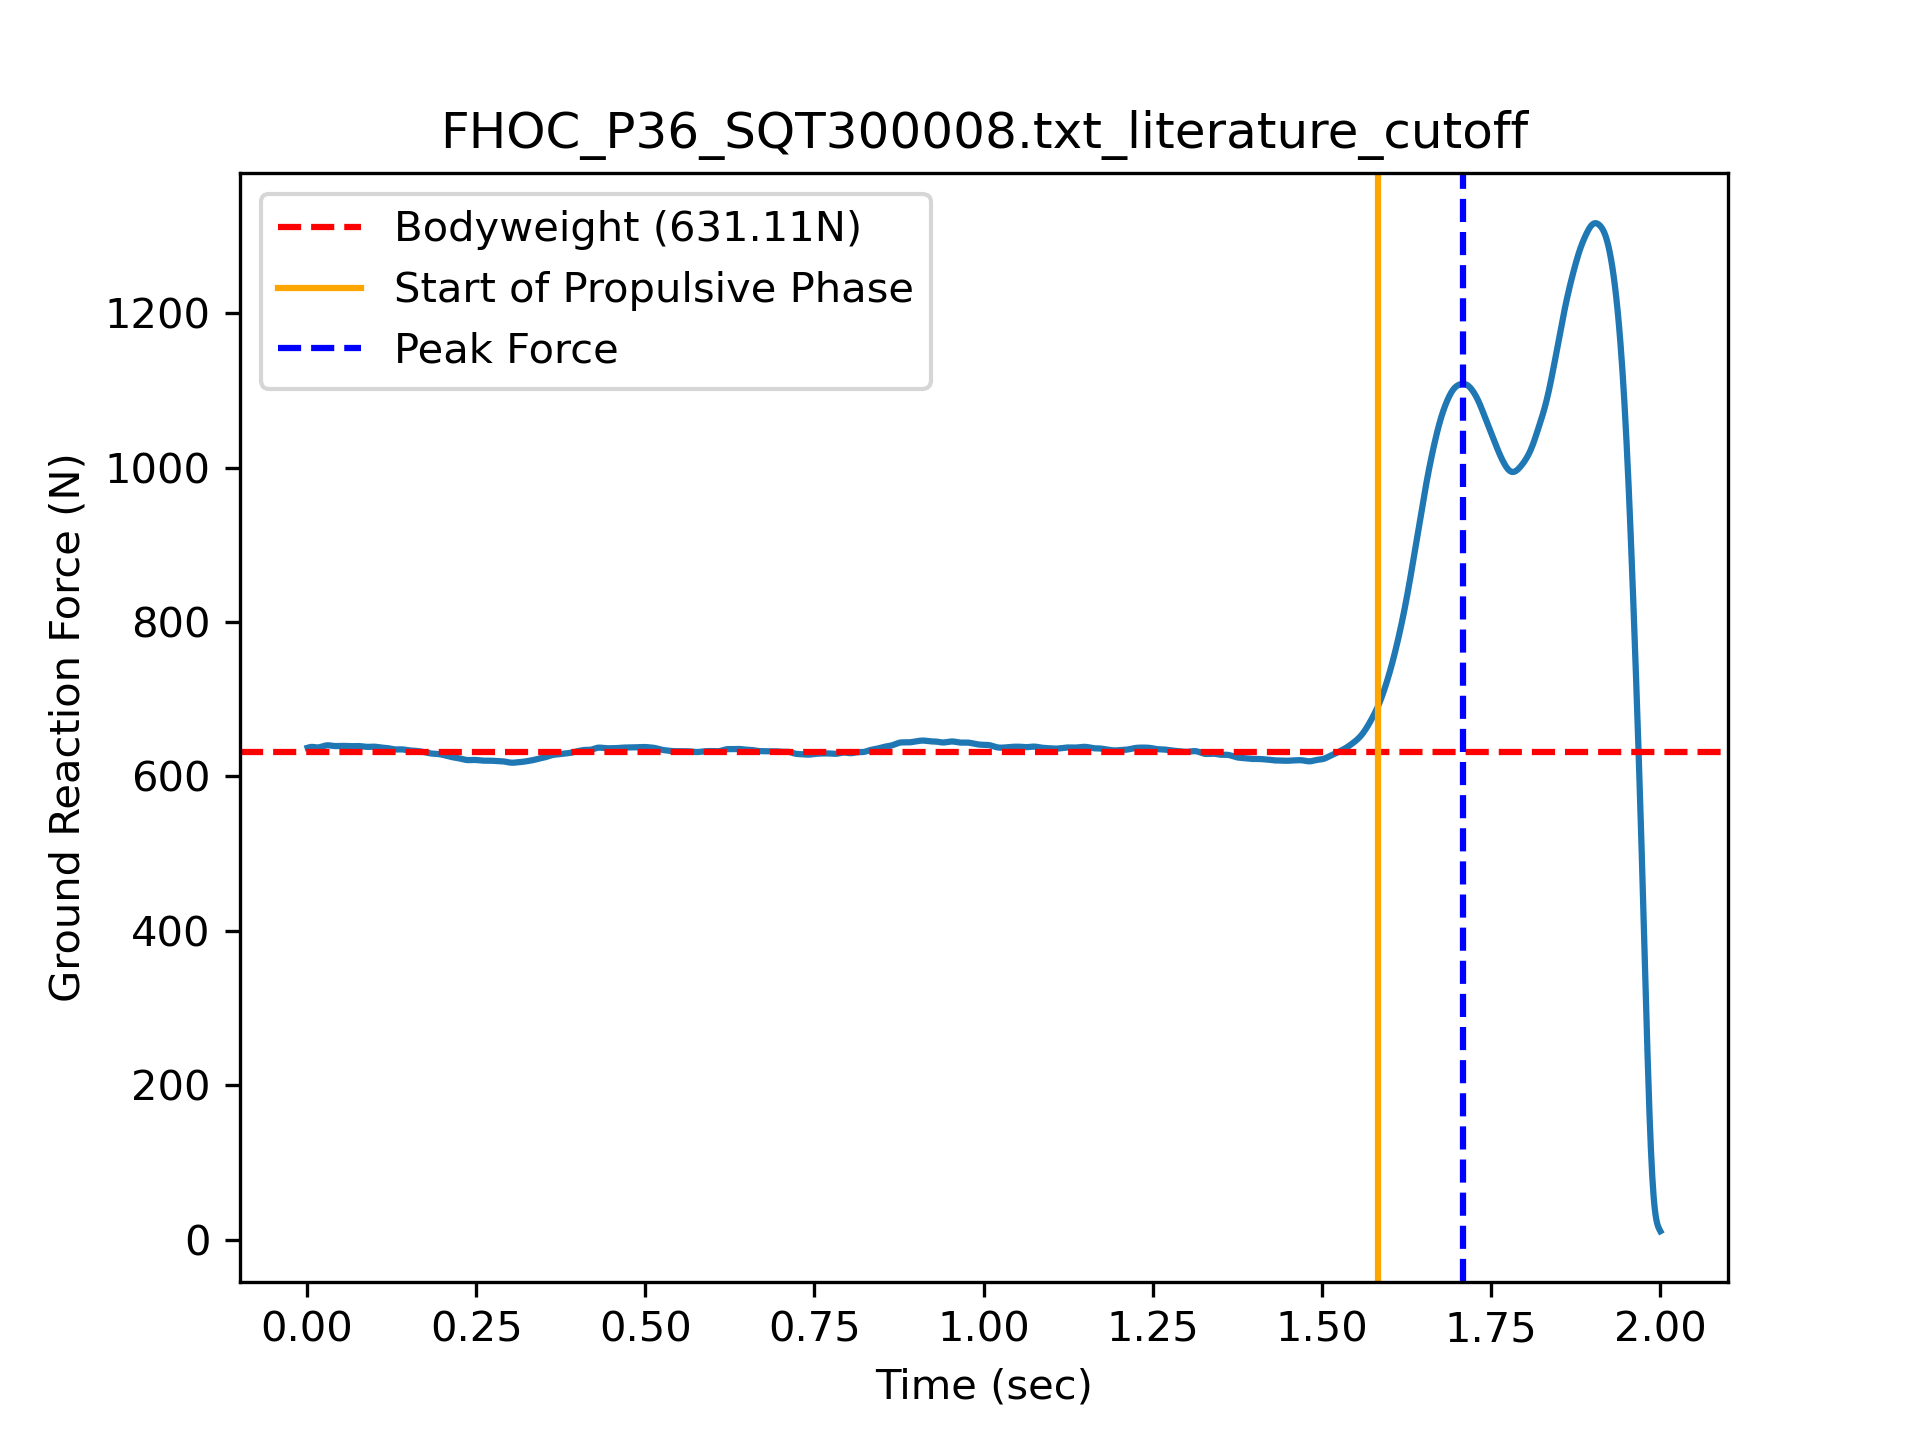 FHOC_P36_SQT300008.txt_literature_cutoff
Bodyweight (631.11N)
Start of Propulsive Phase
Peak Force
Ground Reaction Force (N)
1200
1000
800
600
400
200
0
0.00 0.25 0.50 0.75 1.00 1.25 1.50 1.75 2.00
Time (sec)